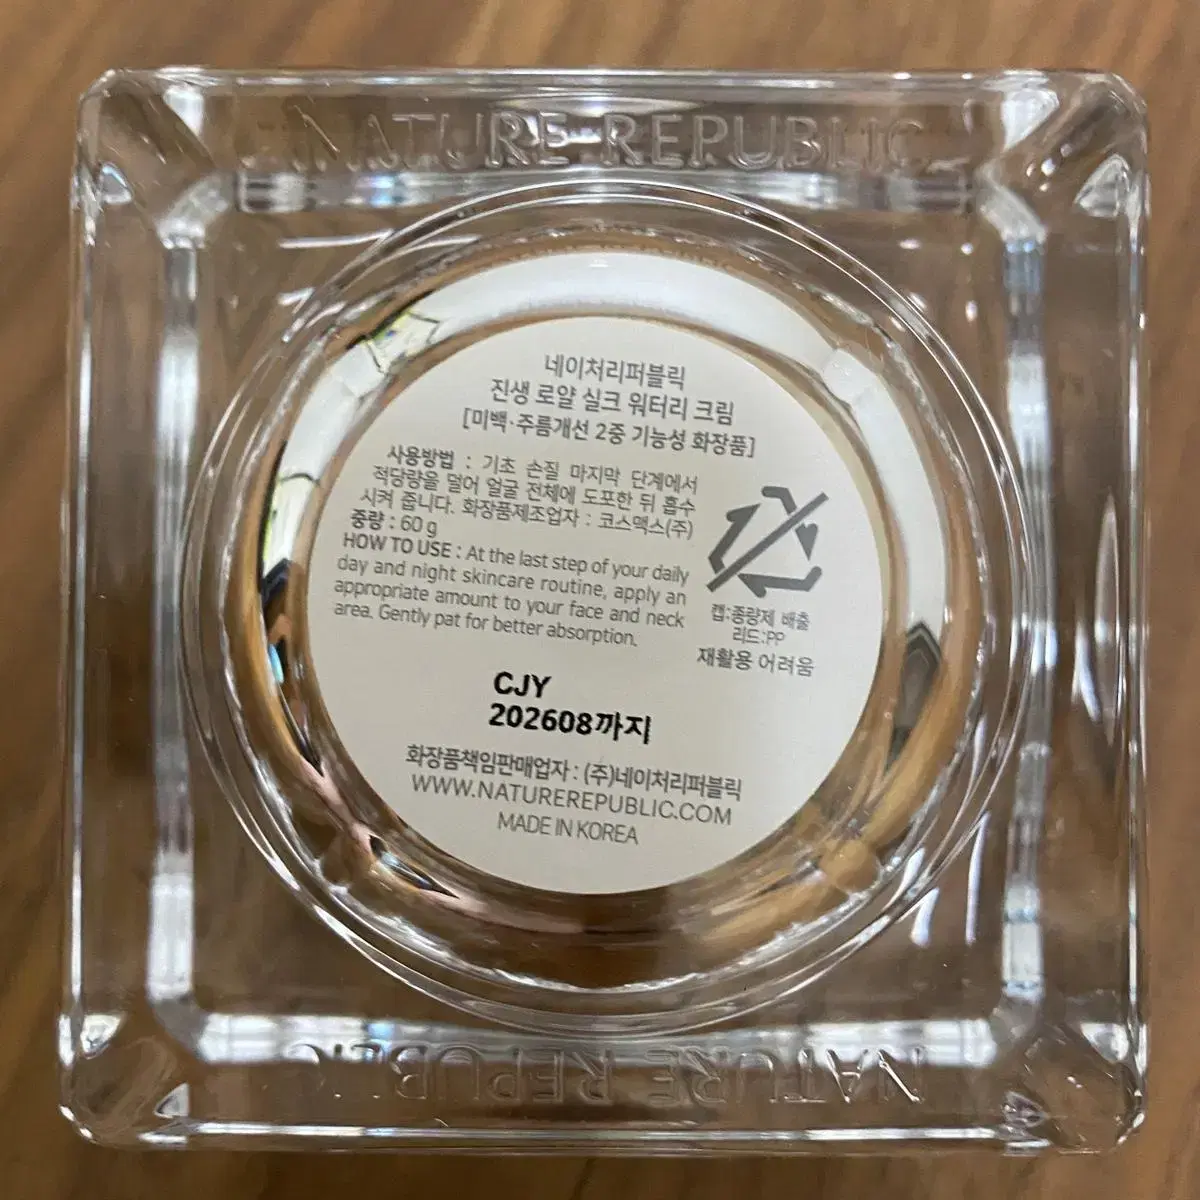 NATURE REPUBLIC
네이처리퍼블릭
진생 로얄 실크 워터리 크림
[미백·주름개선 2중 기능성 화장품]
사용방법 : 기초 손질 마지막 단계에서
적당량을 덜어 얼굴 전체에 도포한 뒤 흡수
시켜 줍니다. 화장품제조업자 : 코스맥스(주)
중량 : 60 g
HOW TO USE : At the last step of your daily
day and night skincare routine, apply an
appropriate amount to your face and neck
area. Gently pat for better absorption.
캡:종량제 배출
리드:PP
재활용 어려움
CJY
202608까지
화장품책임판매업자 : (주)네이처리퍼블릭
WWW.NATUREREPUBLIC.COM
MADE IN KOREA
NATURE REPUBLIC